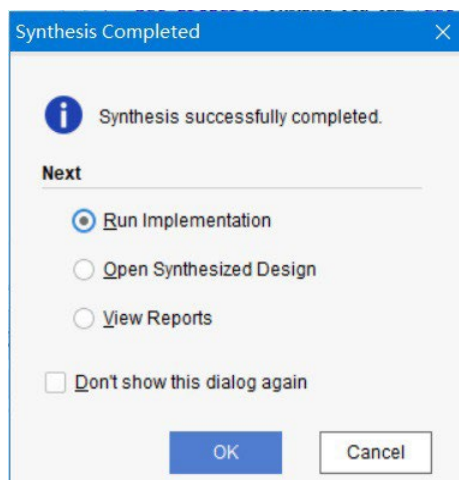 Synthesis Completed
Synthesis successfully completed.
Next
Run Implementation
Open Synthesized Design
View Reports
Don't show this dialog again
OK
Cancel